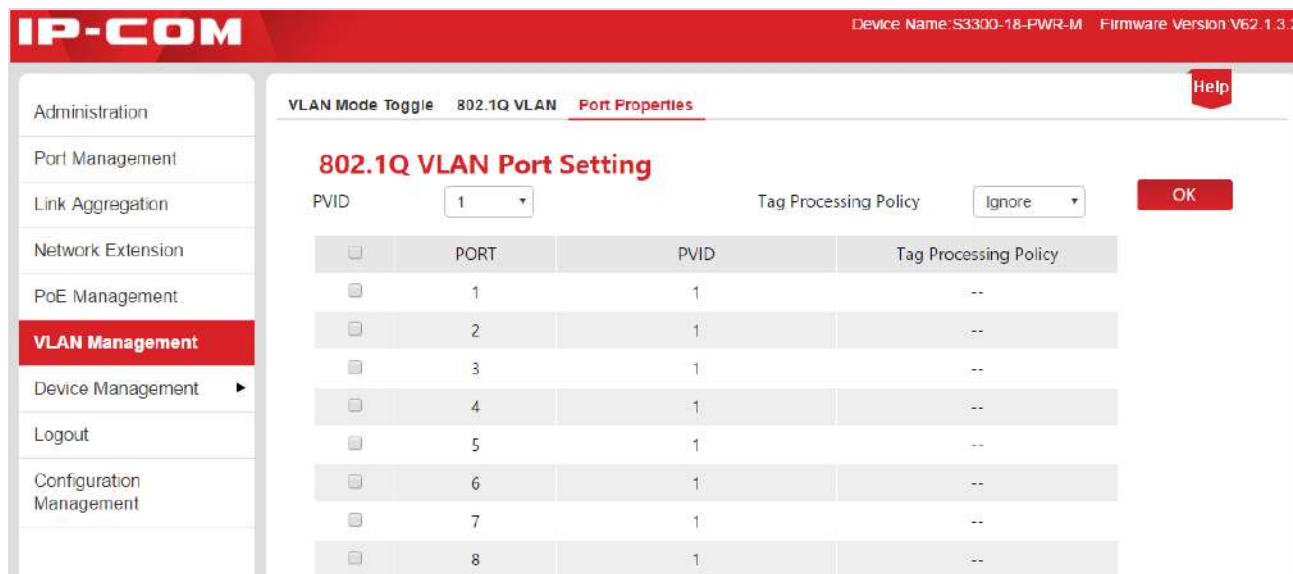 IP-COM
Device Name:S3300-18-PWR-M Firmware Version:V62.1.3.2
Help
Administration
Port Management
Link Aggregation
Network Extension
PoE Management
VLAN Management
Device Management
Logout
Configuration
Management
VLAN Mode Toggle 802.1Q VLAN Port Properties
802.1Q VLAN Port Setting
PVID 1 Tag Processing Policy Ignore OK
PORT PVID Tag Processing Policy
1 1 --
2 1 --
3 1 --
4 1 --
5 1 --
6 1 --
7 1 --
8 1 --